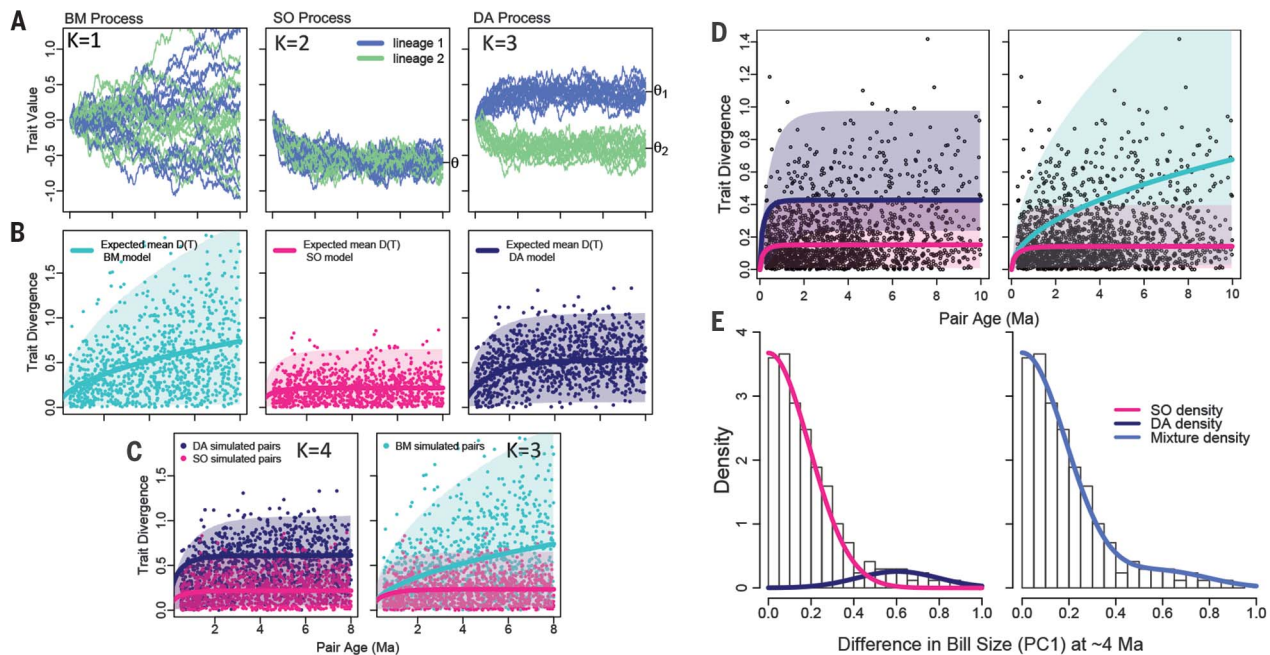 A
BM Process
SO Process
DA Process
K=1
K=2
K=3
lineage 1
lineage 2
Trait Value
1.0
0.5
0.0
-0.5
-1.0
θ
θ1
θ2
B
Expected mean D(T)
BM model
Expected mean D(T)
SO model
Expected mean D(T)
DA model
Trait Divergence
1.5
1.0
0.5
0.0
C
DA simulated pairs
SO simulated pairs
K=4
BM simulated pairs
K=3
Trait Divergence
1.5
1.0
0.5
0.0
2 4 6 8
2 4 6 8
Pair Age (Ma)
D
Trait Divergence
1.4
1.2
1.0
0.8
0.6
0.4
0.2
0.0
0 2 4 6 8 10
0 2 4 6 8 10
Pair Age (Ma)
E
Density
4
3
2
1
0
SO density
DA density
Mixture density
0.0 0.2 0.4 0.6 0.8 1.0
0.0 0.2 0.4 0.6 0.8 1.0
Difference in Bill Size (PC1) at ~4 Ma